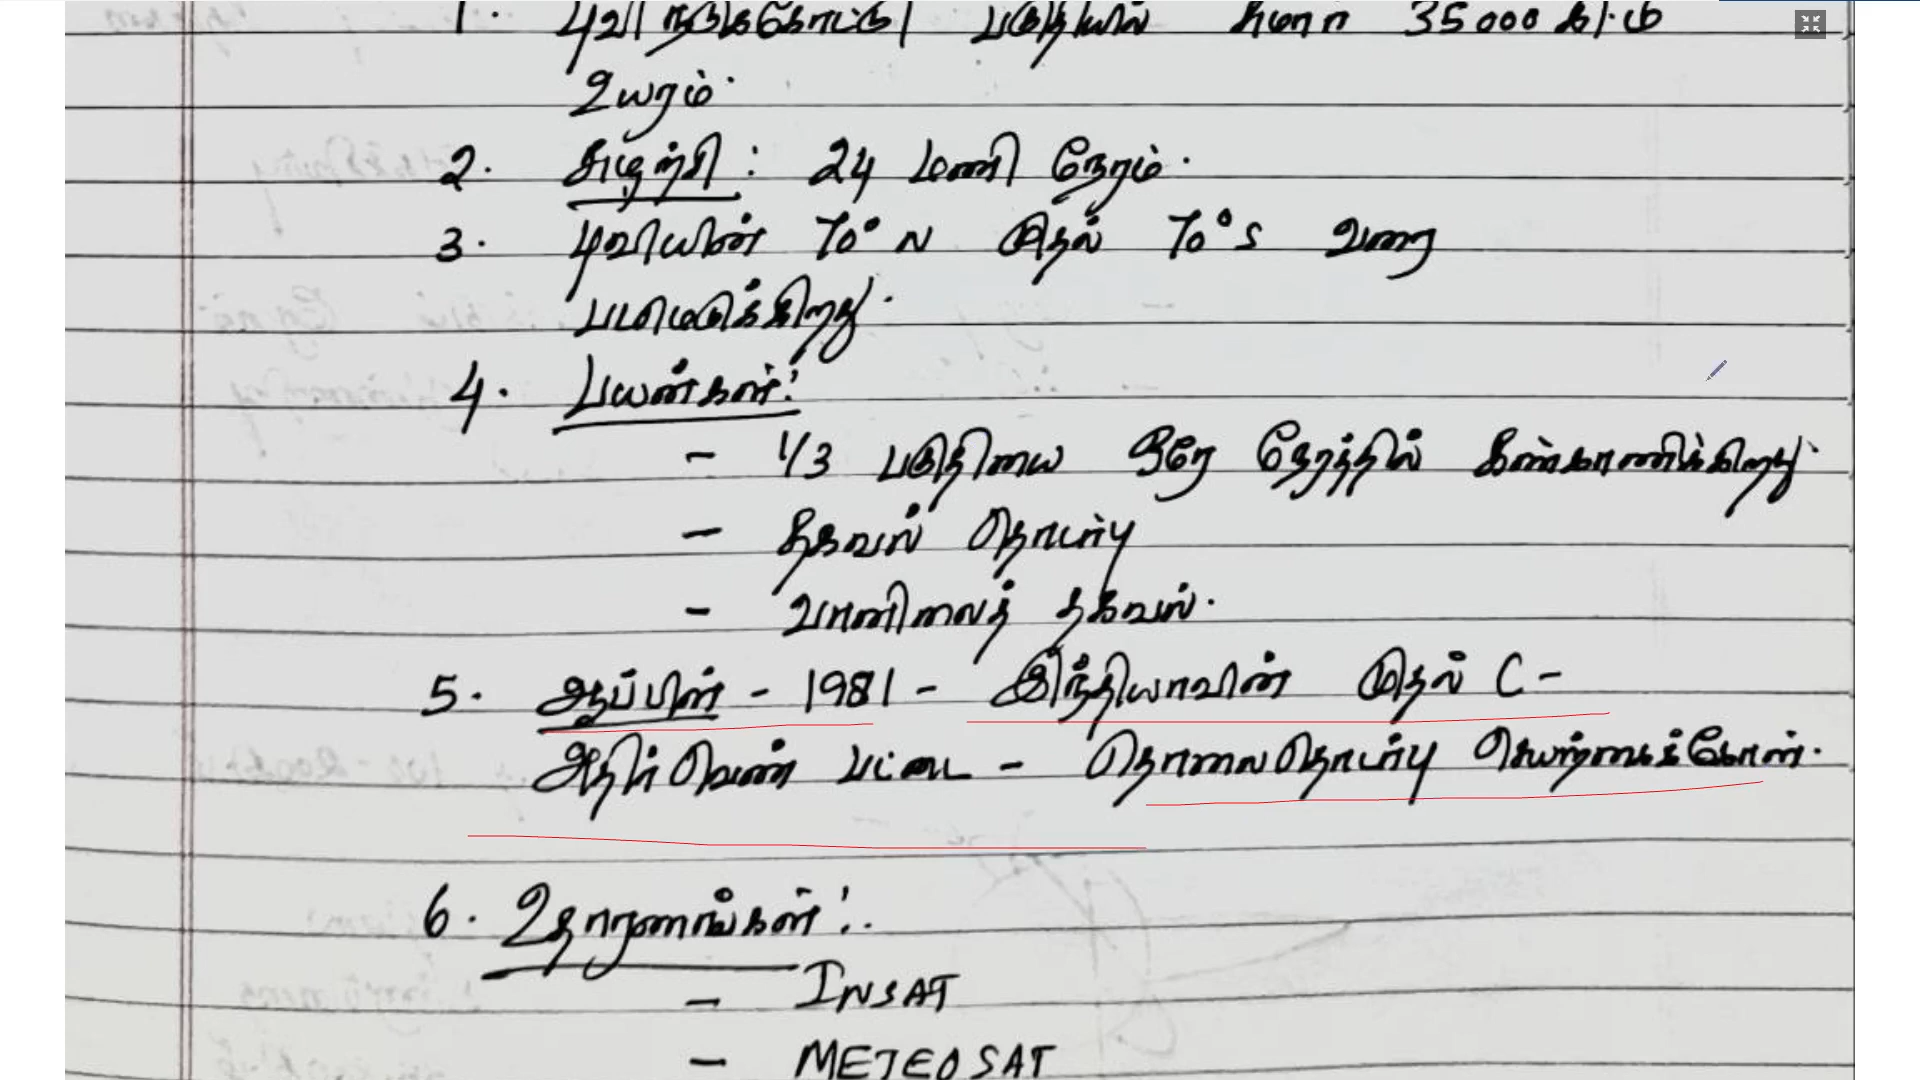 1. புவிநடுக்கோட்டு பகுதியில் சுமார் 35000 கி.மீ
உயரம்.
2. சுழற்சி : 24 மணி நேரம்.
3. புவியின் 70° N முதல் 70° S வரை
படமெடுக்கிறது.
4. பயன்கள்:
- 1/3 பகுதியை ஒரே நேரத்தில் கண்காணிக்கிறது.
- தகவல் தொடர்பு
- வானிலைத் தகவல்.
5. ஆப்பிள் - 1981 - இந்தியாவின் முதல் C -
அதிர்வெண் பட்டை - தொலைதொடர்பு செயற்கைக்கோள்.
6. உதாரணங்கள்:.
- INSAT
- METEOSAT